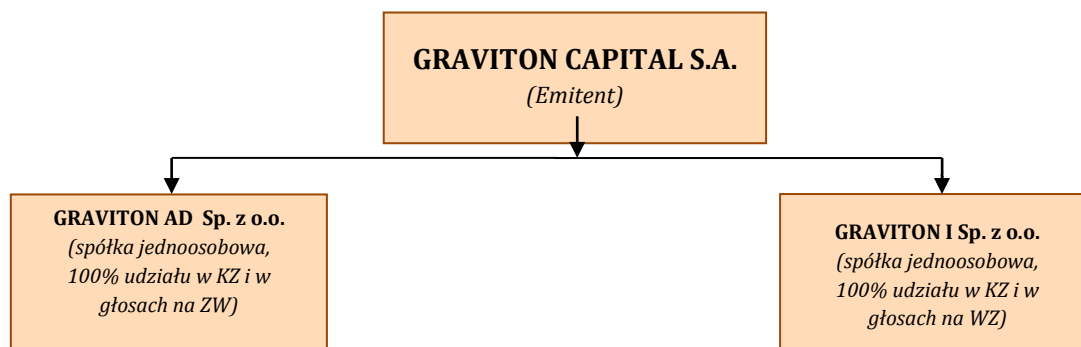 GRAVITON CAPITAL S.A.
(Emitent)
GRAVITON AD Sp. z o.o.
(spółka jednoosobowa,
100% udziału w KZ i w
głosach na ZW)
GRAVITON I Sp. z o.o.
(spółka jednoosobowa,
100% udziału w KZ i w
głosach na WZ)